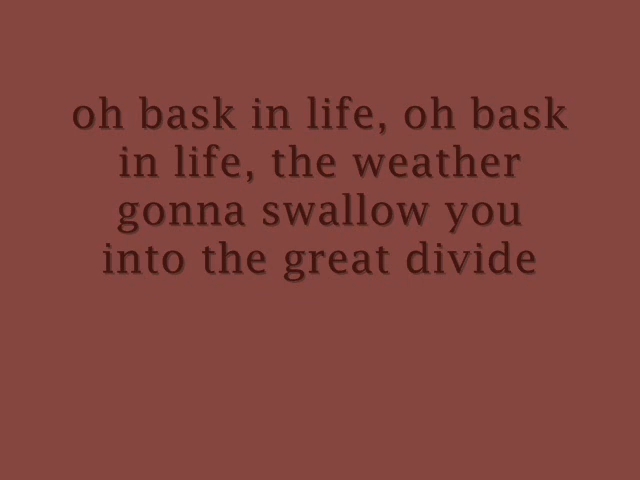 oh bask in life, oh bask
in life, the weather
gonna swallow you
into the great divide